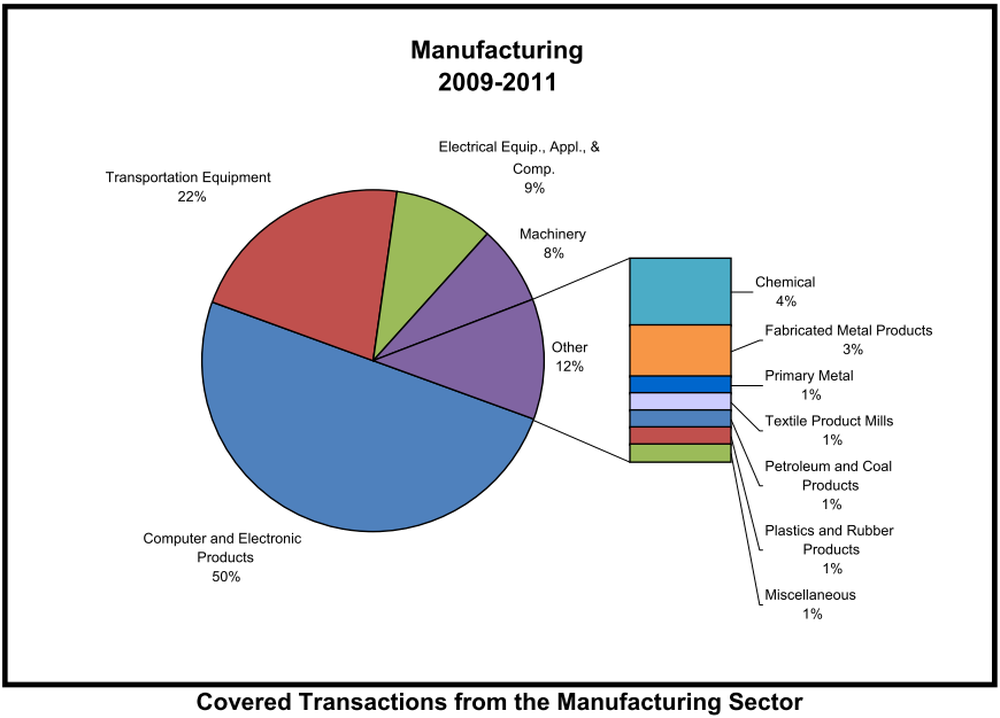 Manufacturing
2009-2011
Electrical Equip., Appl., &
Comp.
9%
Transportation Equipment
22%
Machinery
8%
Other
12%
Computer and Electronic
Products
50%
Chemical
4%
Fabricated Metal Products
3%
Primary Metal
1%
Textile Product Mills
1%
Petroleum and Coal
Products
1%
Plastics and Rubber
Products
1%
Miscellaneous
1%
Covered Transactions from the Manufacturing Sector